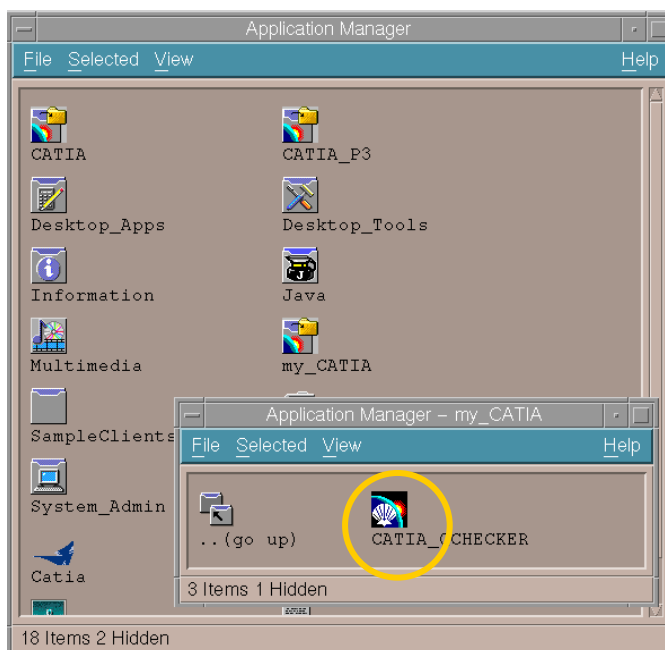 Application Manager
File Selected View Help
CATIA CATIA_P3
Desktop_Apps Desktop_Tools
Information Java
Multimedia my_CATIA
SampleClients
System_Admin
Catia
18 Items 2 Hidden
Application Manager – my_CATIA
File Selected View Help
..(go up) CATIA_QCHECKER
3 Items 1 Hidden